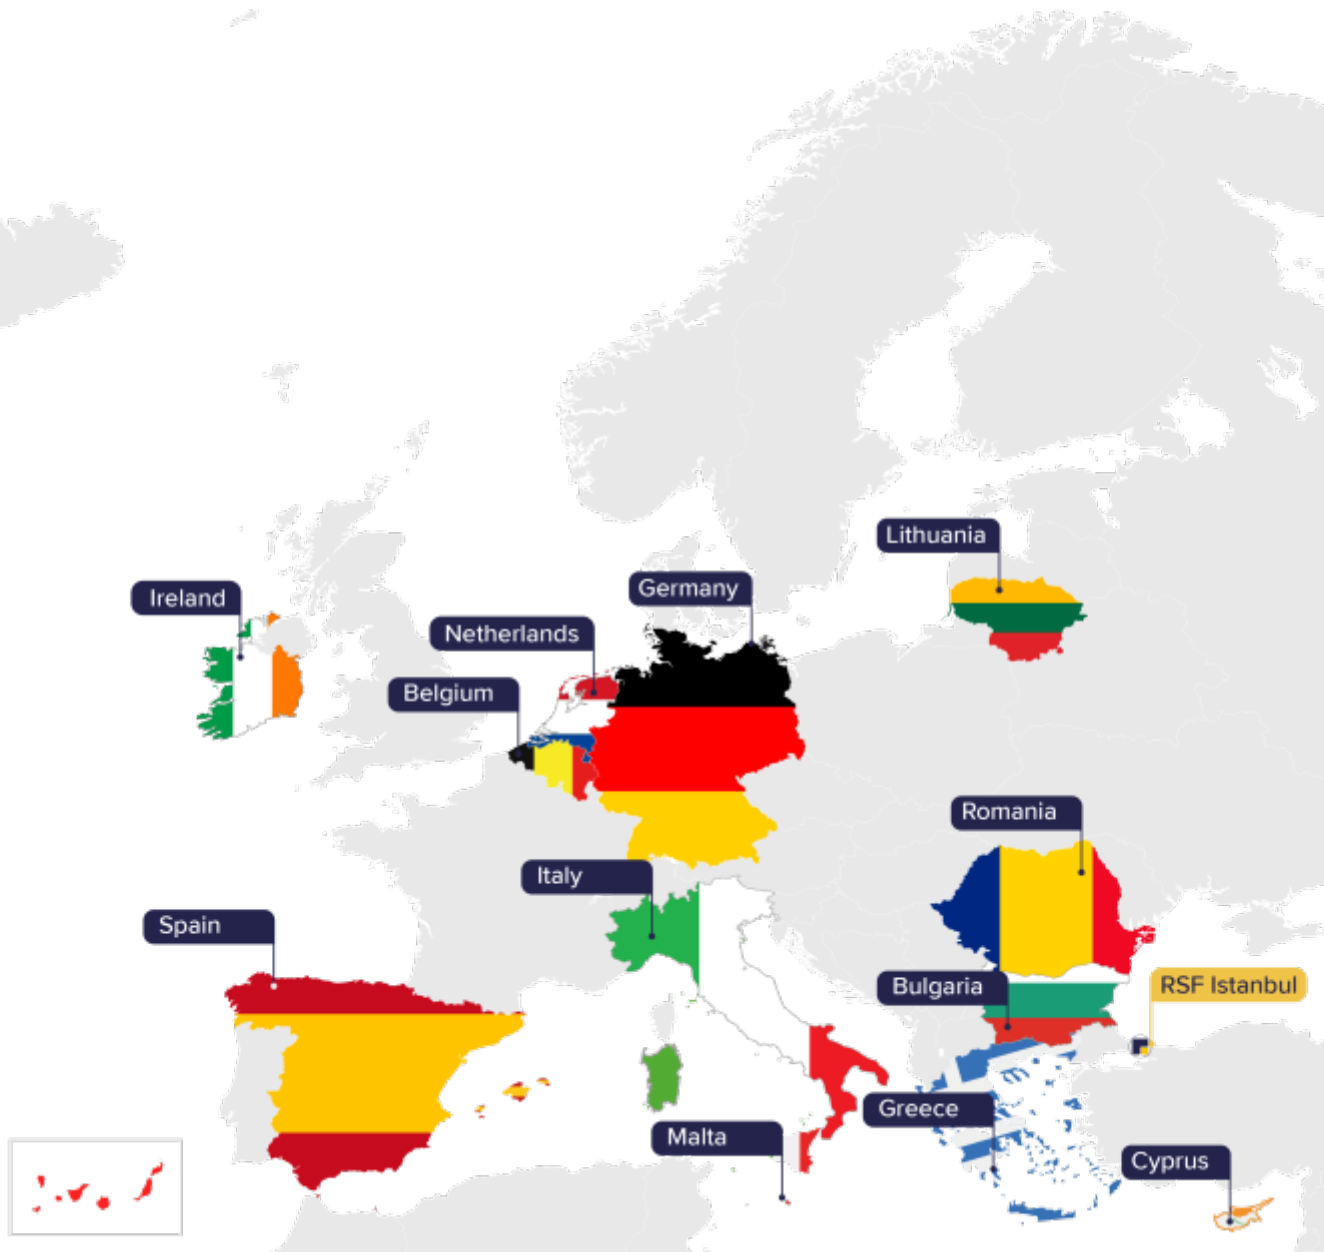 Lithuania
Germany
Ireland
Netherlands
Belgium
Romania
Italy
Spain
Bulgaria
RSF Istanbul
Greece
Malta
Cyprus